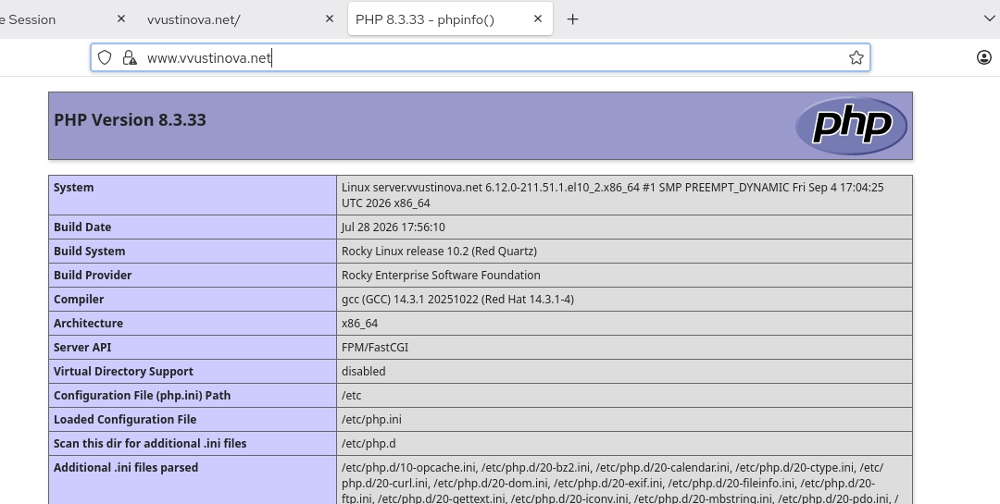 e Session
vvustinova.net/
PHP 8.3.33 - phpinfo()
www.vvustinova.net
PHP Version 8.3.33
php
System
Linux server.vvustinova.net 6.12.0-211.51.1.el10_2.x86_64 #1 SMP PREEMPT_DYNAMIC Fri Sep 4 17:04:25
UTC 2026 x86_64
Build Date
Jul 28 2026 17:56:10
Build System
Rocky Linux release 10.2 (Red Quartz)
Build Provider
Rocky Enterprise Software Foundation
Compiler
gcc (GCC) 14.3.1 20251022 (Red Hat 14.3.1-4)
Architecture
x86_64
Server API
FPM/FastCGI
Virtual Directory Support
disabled
Configuration File (php.ini) Path
/etc
Loaded Configuration File
/etc/php.ini
Scan this dir for additional .ini files
/etc/php.d
Additional .ini files parsed
/etc/php.d/10-opcache.ini, /etc/php.d/20-bz2.ini, /etc/php.d/20-calendar.ini, /etc/php.d/20-ctype.ini, /etc/
php.d/20-curl.ini, /etc/php.d/20-dom.ini, /etc/php.d/20-exif.ini, /etc/php.d/20-fileinfo.ini, /etc/php.d/20-
ftp.ini, /etc/php.d/20-gettext.ini, /etc/php.d/20-iconv.ini, /etc/php.d/20-mbstring.ini, /etc/php.d/20-pdo.ini, /